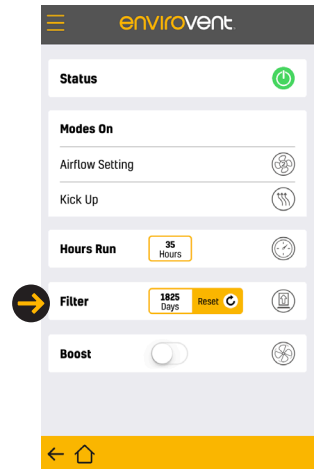 envirovent
Status
Modes On
Airflow Setting
Kick Up
Hours Run
35
Hours
Filter
1825
Days
Reset
Boost